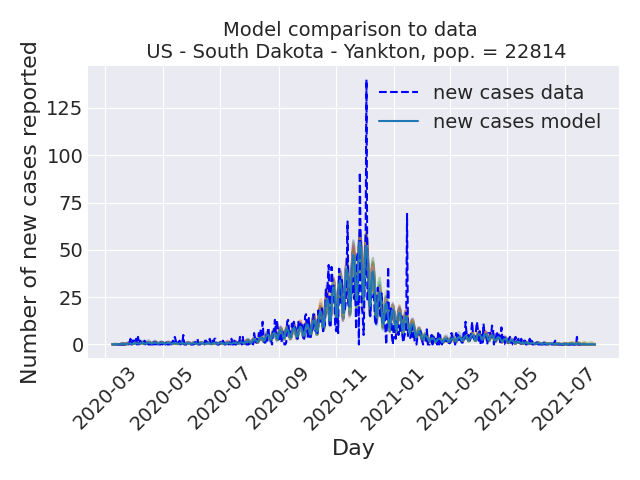 Model comparison to data
US - South Dakota - Yankton, pop. = 22814
new cases data
new cases model
Number of new cases reported
125
100
75
50
25
0
2020-03
2020-05
2020-07
2020-09
2020-11
2021-01
2021-03
2021-05
2021-07
Day